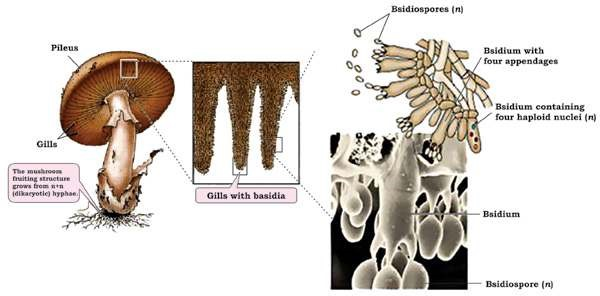 Pileus
Gills
The mushroom
fruiting structure
grows from n+n
(dikaryotic) hyphae.
Gills with basidia
Bsidiospores (n)
Bsidium with
four appendages
Bsidium containing
four haploid nuclei (n)
Bsidium
Bsidiospore (n)